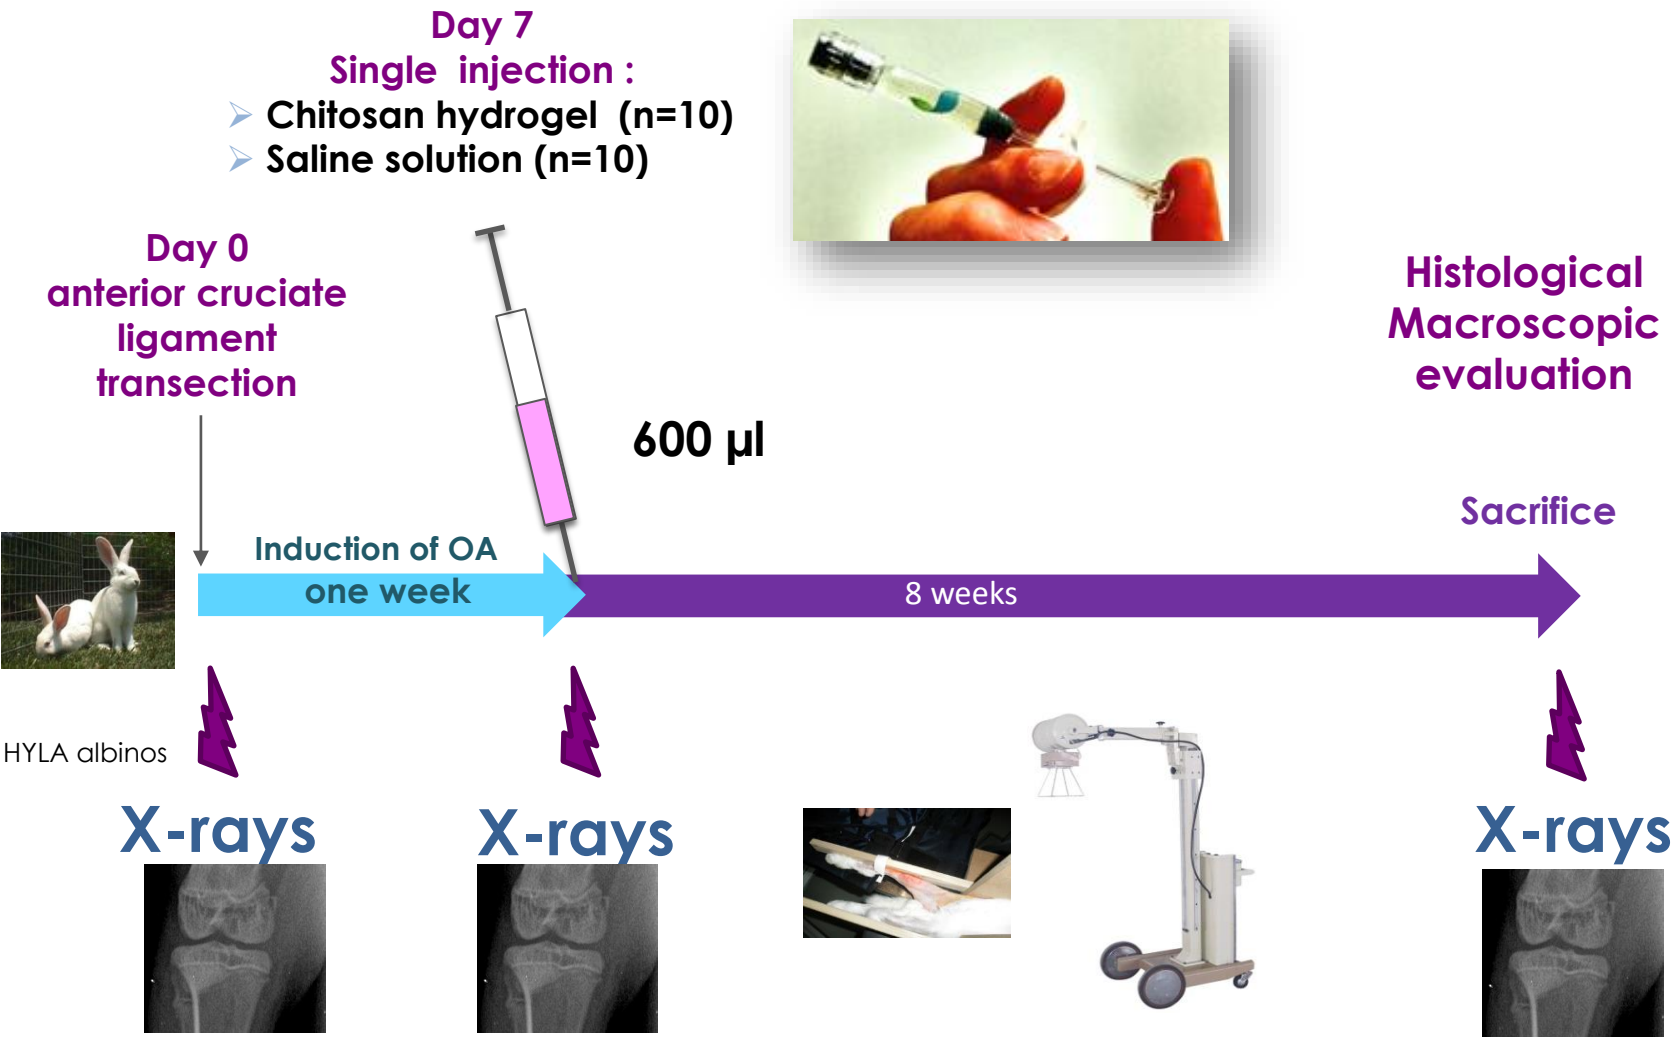 Day 7
Single injection :
➢ Chitosan hydrogel (n=10)
➢ Saline solution (n=10)
Day 0
anterior cruciate
ligament
transection
Histological
Macroscopic
evaluation
600 µl
Sacrifice
Induction of OA
one week
8 weeks
HYLA albinos
X-rays
X-rays
X-rays